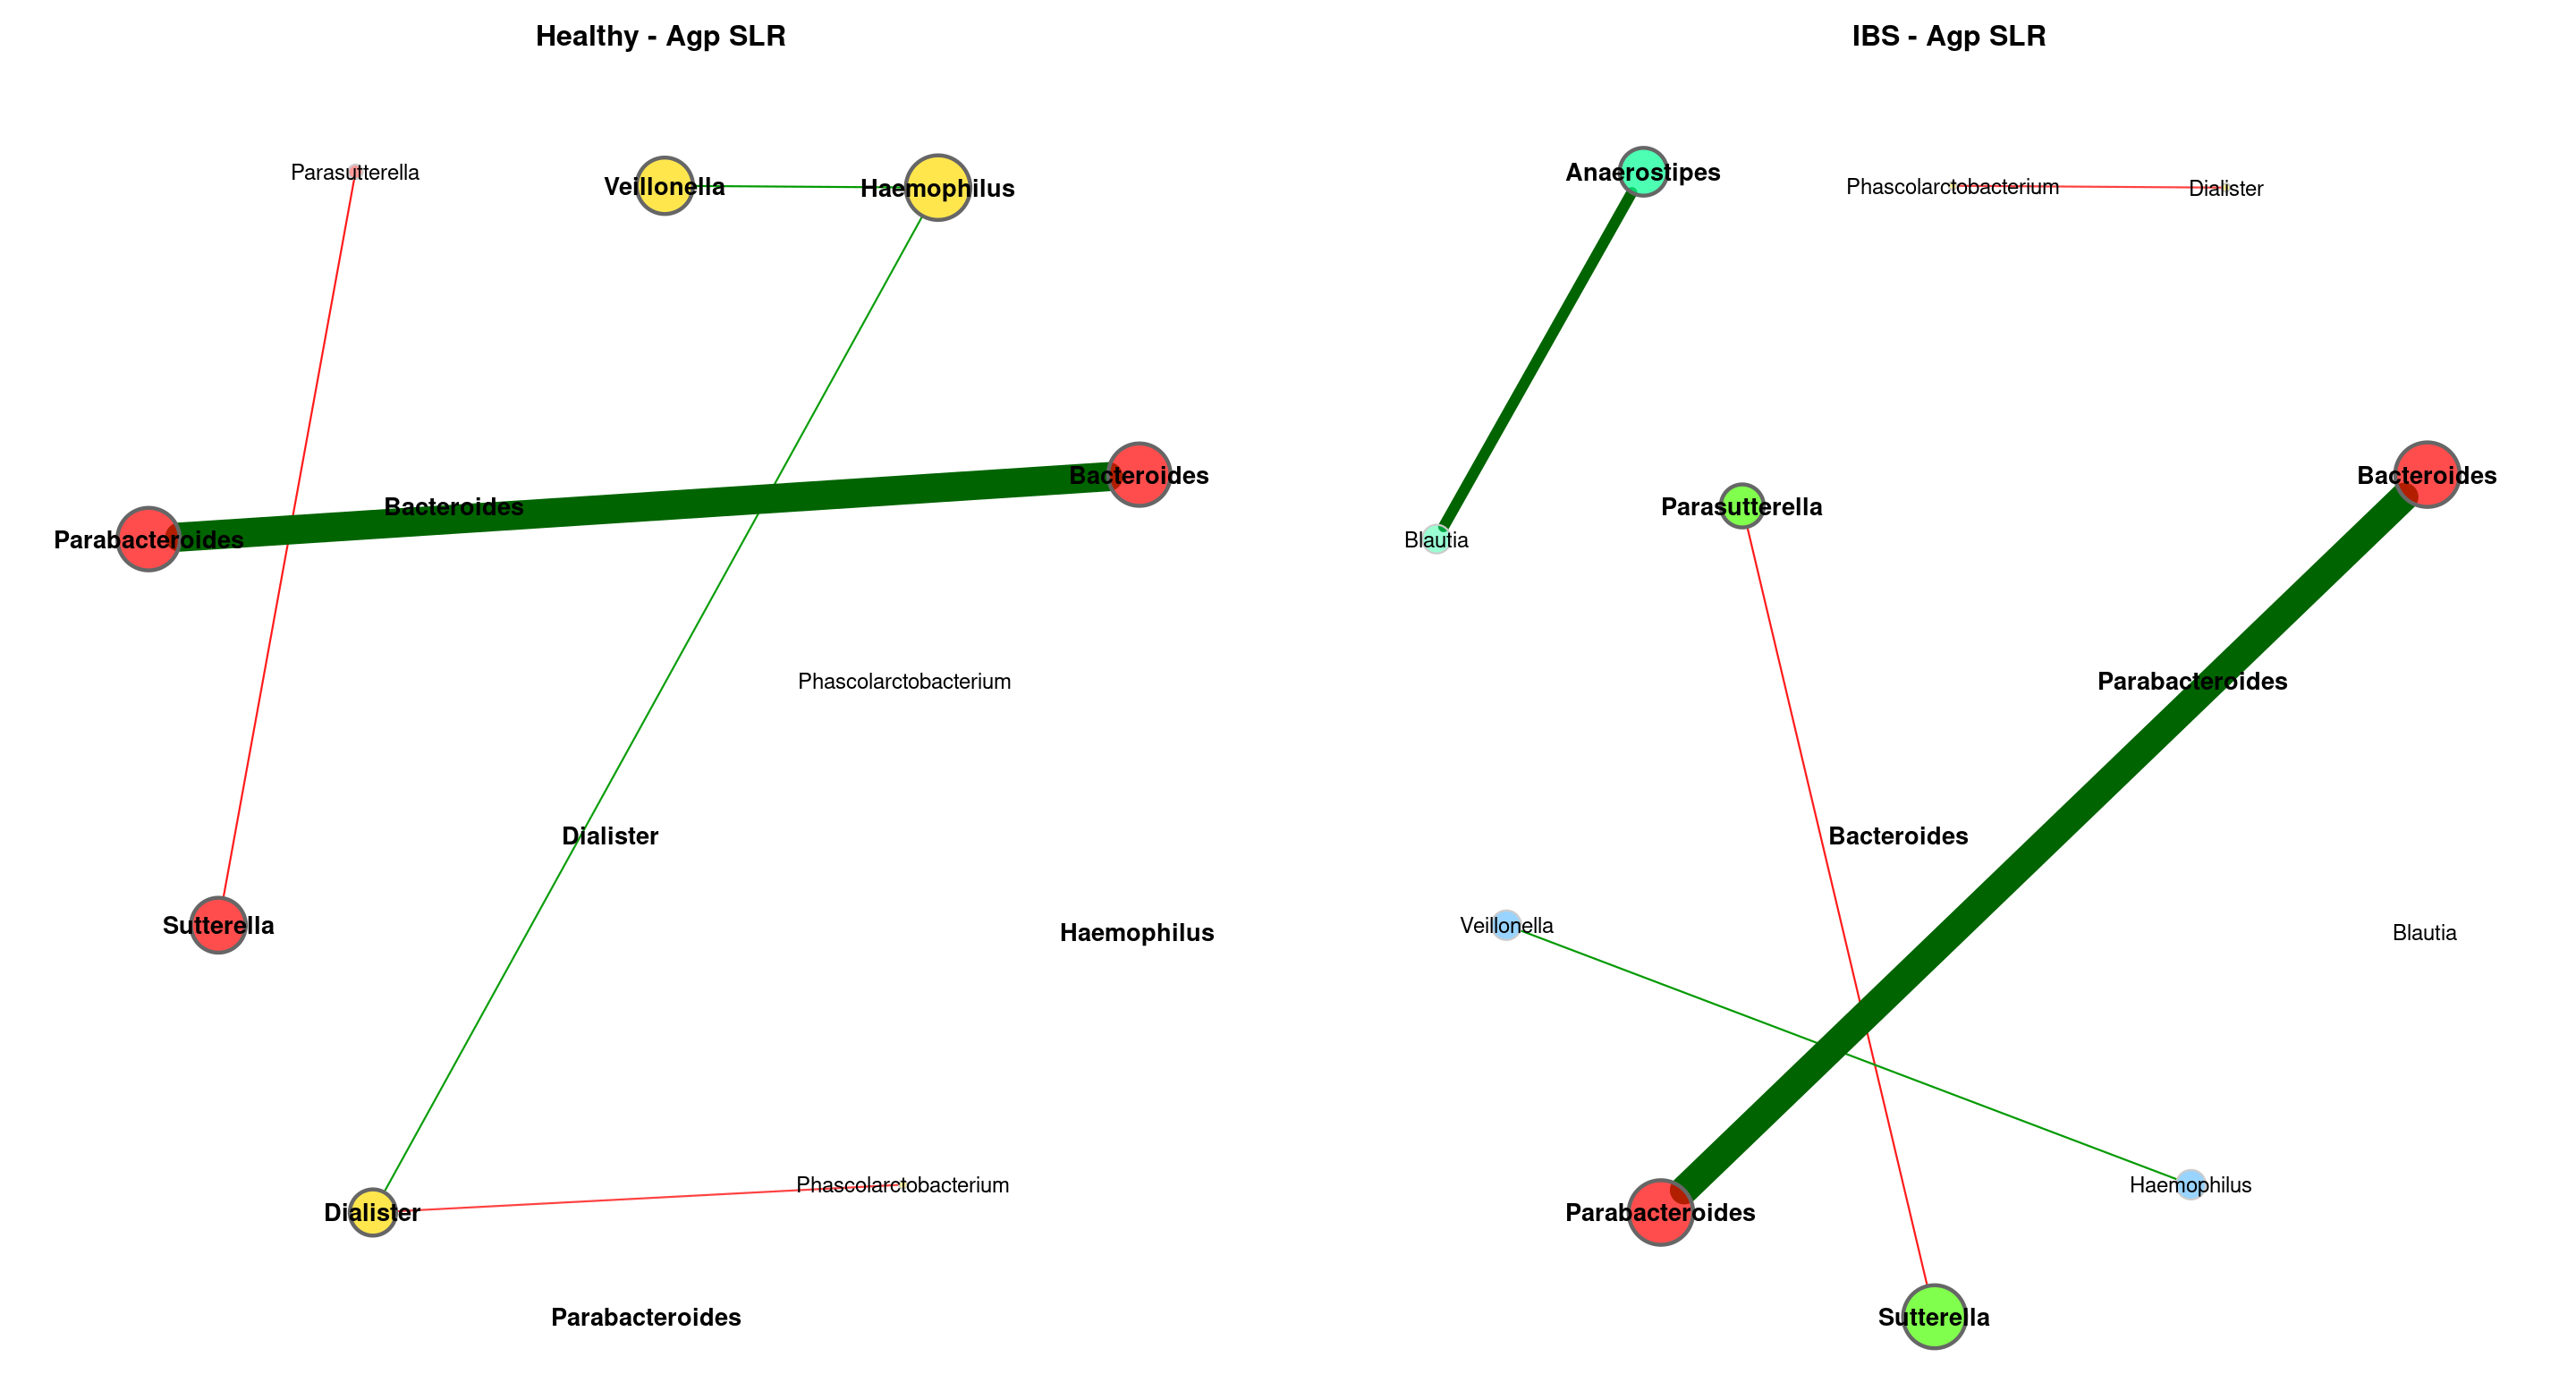 Healthy - Agp SLR
Parasutterella
Veillonella
Haemophilus
Bacteroides
Bacteroides
Parabacteroides
Phascolarctobacterium
Dialister
Sutterella
Haemophilus
Phascolarctobacterium
Dialister
Parabacteroides
IBS - Agp SLR
Anaerostipes
Phascolarctobacterium
Dialister
Bacteroides
Parasutterella
Blautia
Parabacteroides
Bacteroides
Veillonella
Blautia
Haemophilus
Parabacteroides
Sutterella